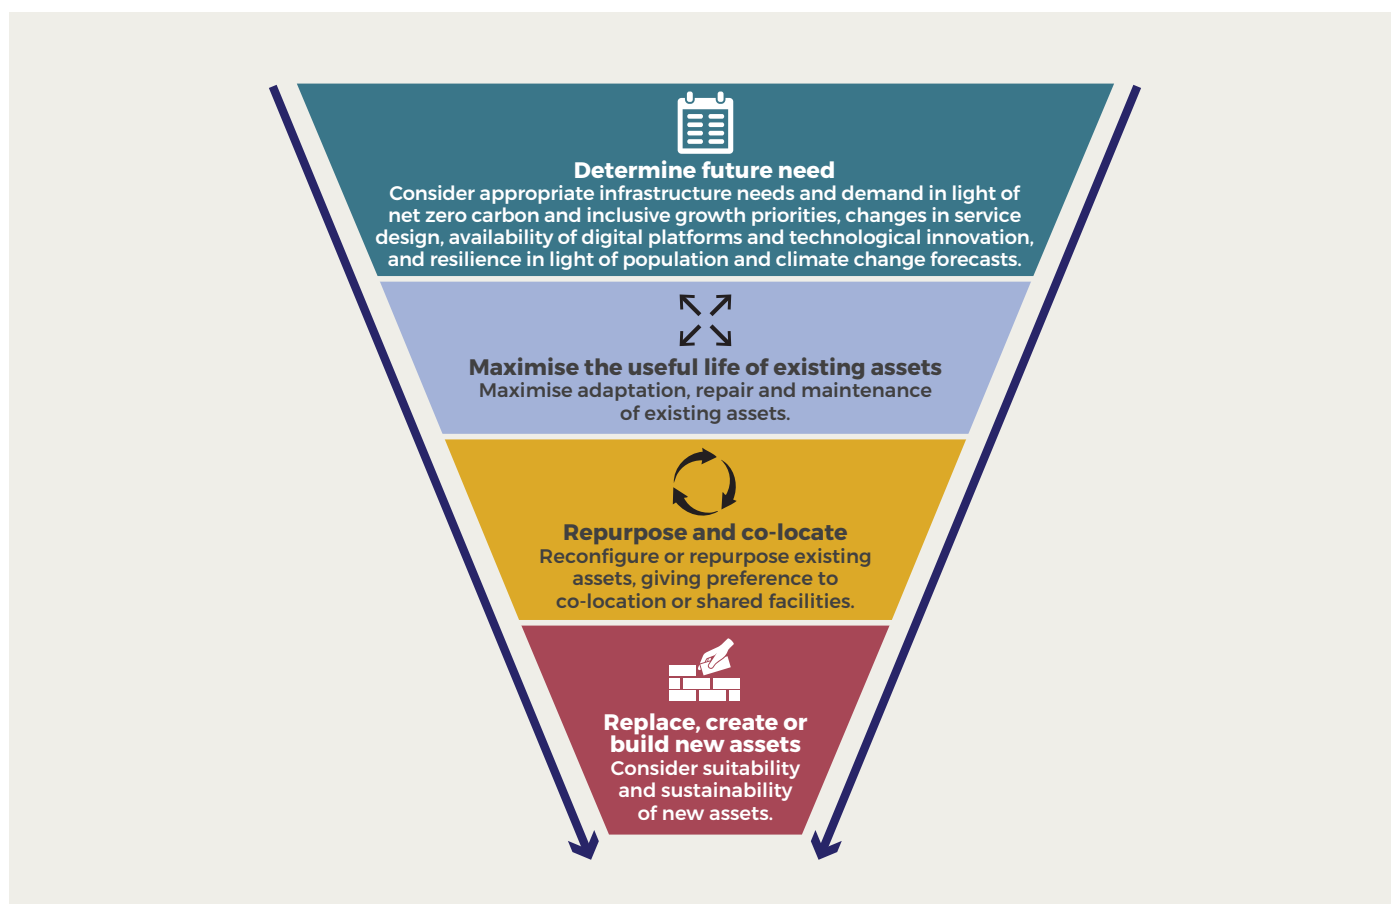 Determine future need
Consider appropriate infrastructure needs and demand in light of
net zero carbon and inclusive growth priorities, changes in service
design, availability of digital platforms and technological innovation,
and resilience in light of population and climate change forecasts.
Maximise the useful life of existing assets
Maximise adaptation, repair and maintenance
of existing assets.
Repurpose and co-locate
Reconfigure or repurpose existing
assets, giving preference to
co-location or shared facilities.
Replace, create or
build new assets
Consider suitability
and sustainability
of new assets.